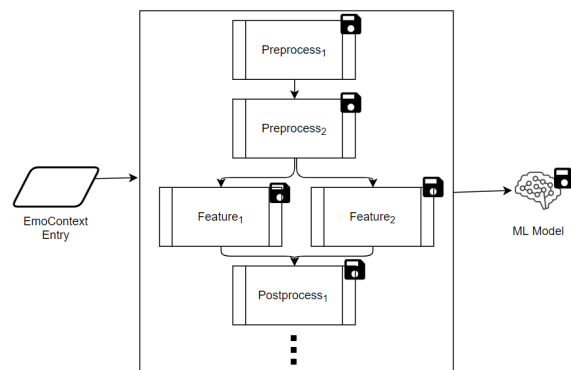 Preprocess₁
Preprocess₂
EmoContext
Entry
Feature₁
Feature₂
ML Model
Postprocess₁